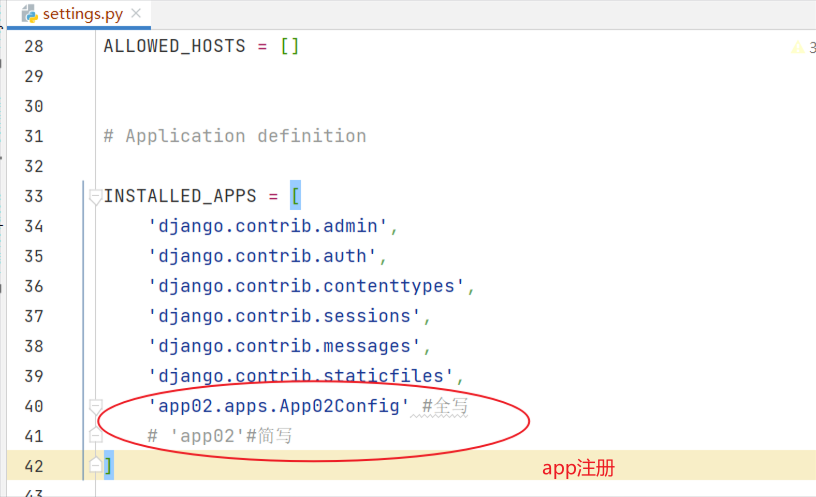 settings.py
28 ALLOWED_HOSTS = []
3
29
30
31 # Application definition
32
33 INSTALLED_APPS = [
34 'django.contrib.admin',
35 'django.contrib.auth',
36 'django.contrib.contenttypes',
37 'django.contrib.sessions',
38 'django.contrib.messages',
39 'django.contrib.staticfiles',
40 'app02.apps.App02Config' #全写
41 # 'app02'#简写
42 ]
app注册
43